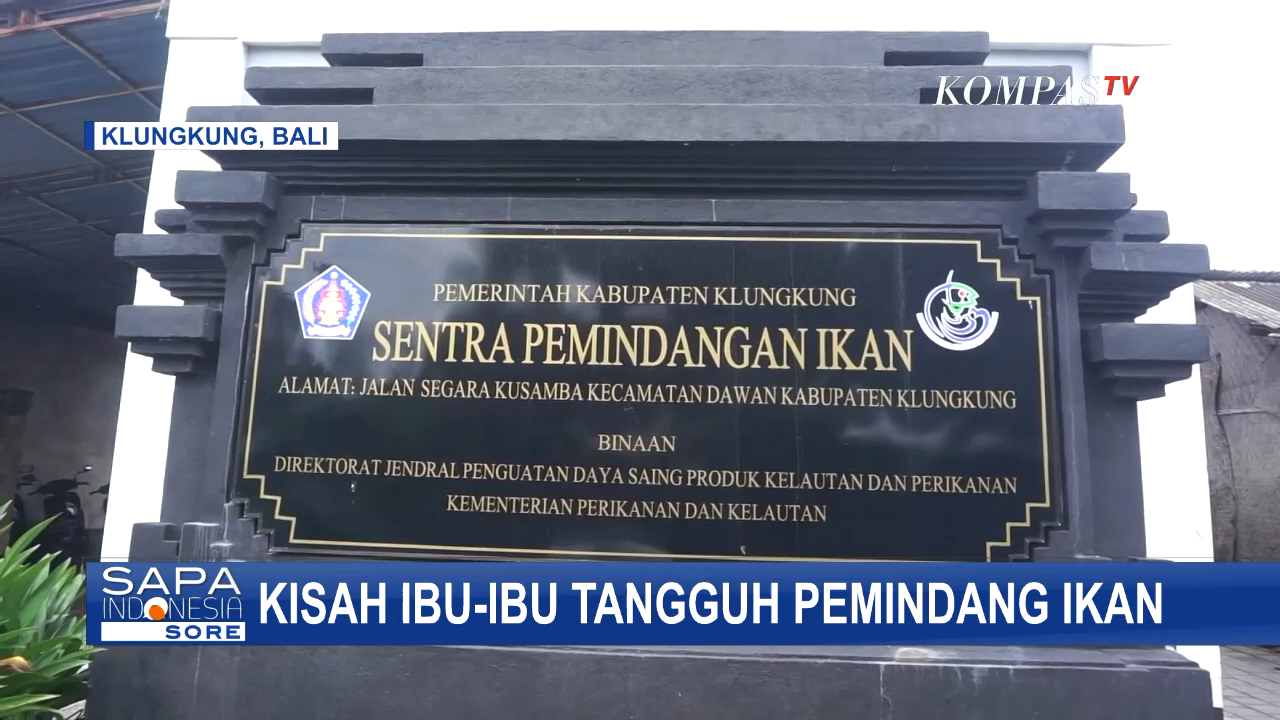 KOMPAS TV
KLUNGKUNG, BALI
PEMERINTAH KABUPATEN KLUNGKUNG
SENTRA PEMINDANGAN IKAN
ALAMAT: JALAN SEGARA KUSAMBA KECAMATAN DAWAN KABUPATEN KLUNGKUNG
BINAAN
DIREKTORAT JENDRAL PENGUATAN DAYA SAING PRODUK KELAUTAN DAN PERIKANAN
KEMENTERIAN PERIKANAN DAN KELAUTAN
SAPA
INDONESIA
SORE
KISAH IBU-IBU TANGGUH PEMINDANG IKAN